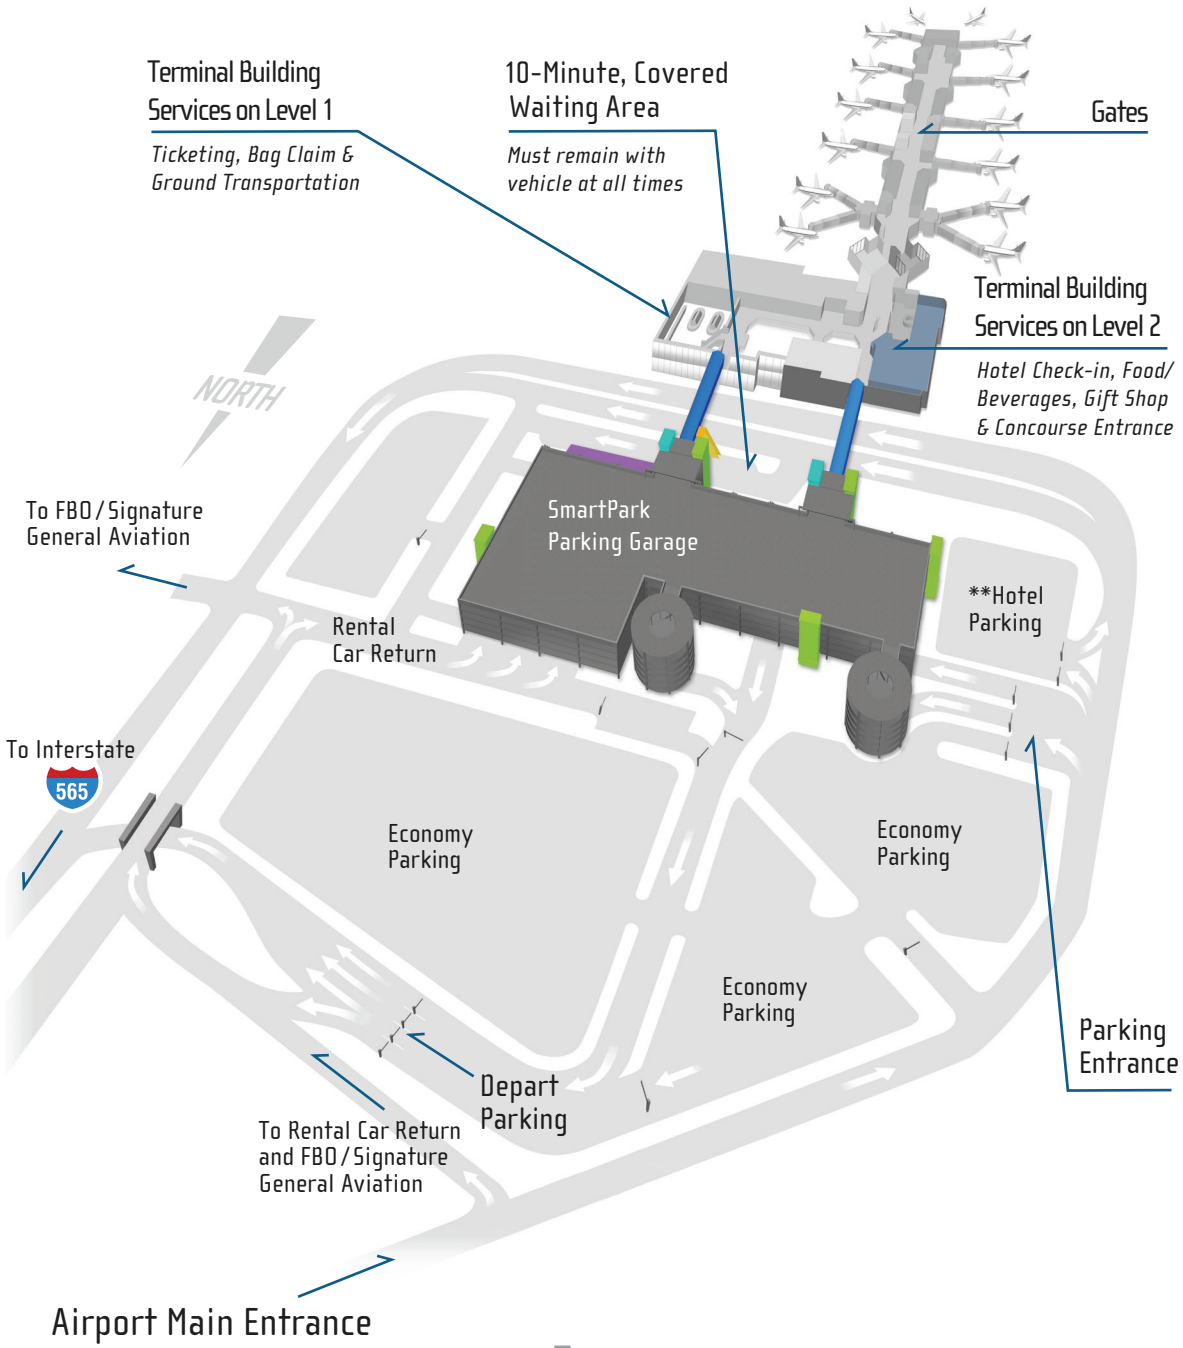 Terminal Building
Services on Level 1
Ticketing, Bag Claim &
Ground Transportation
10-Minute, Covered
Waiting Area
Must remain with
vehicle at all times
Gates
Terminal Building
Services on Level 2
Hotel Check-in, Food/
Beverages, Gift Shop
& Concourse Entrance
NORTH
To FBO/Signature
General Aviation
SmartPark
Parking Garage
**Hotel
Parking
Rental
Car Return
To Interstate
565
Economy
Parking
Economy
Parking
Economy
Parking
Parking
Entrance
Depart
Parking
To Rental Car Return
and FBO/Signature
General Aviation
Airport Main Entrance